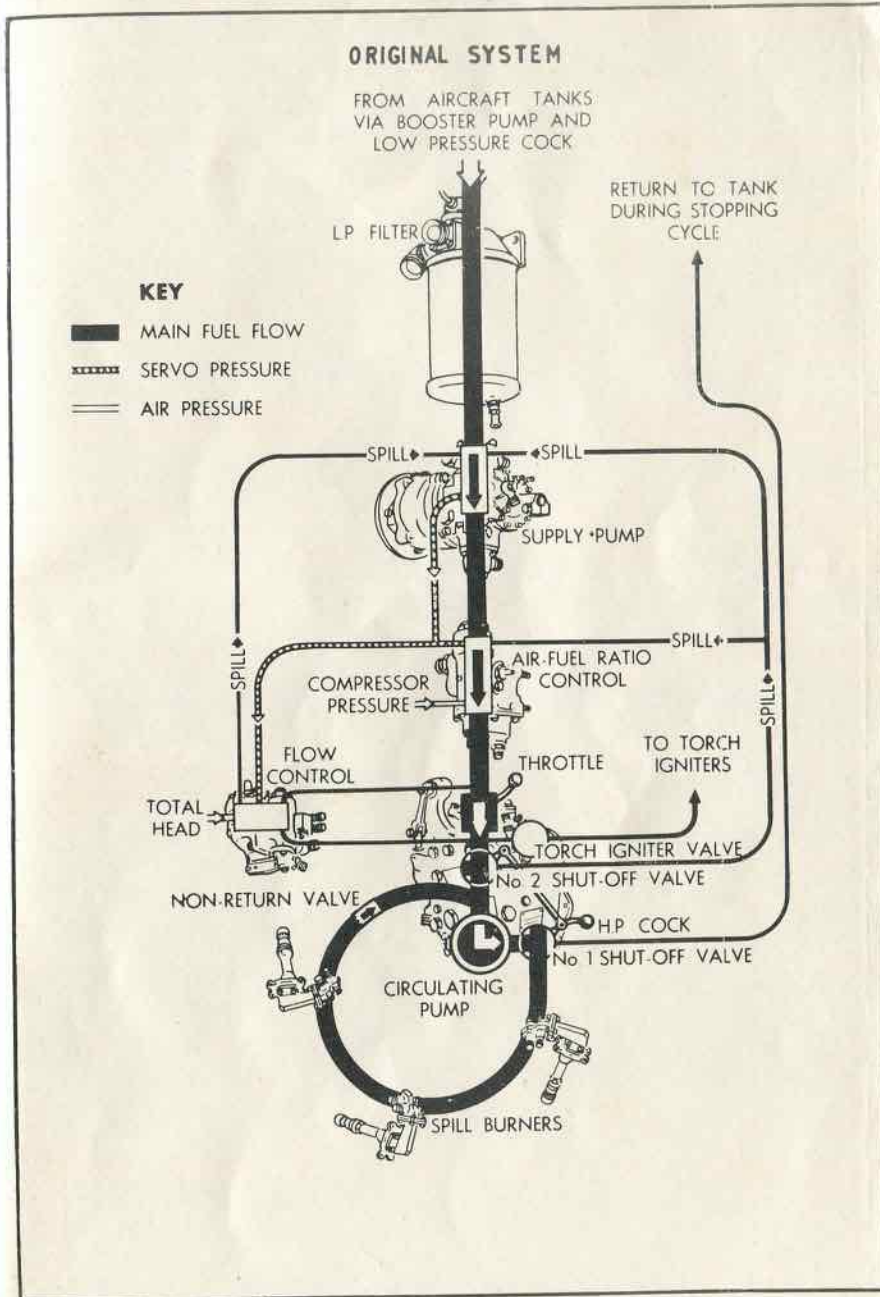 ORIGINAL SYSTEM
FROM AIRCRAFT TANKS
VIA BOOSTER PUMP AND
LOW PRESSURE COCK
RETURN TO TANK
DURING STOPPING
CYCLE
L.P FILTER
KEY
MAIN FUEL FLOW
SERVO PRESSURE
AIR PRESSURE
SPILL
SPILL
SUPPLY PUMP
SPILL
SPILL
SPILL
AIR-FUEL RATIO
CONTROL
COMPRESSOR
PRESSURE
TO TORCH
IGNITERS
FLOW
CONTROL
THROTTLE
TOTAL
HEAD
TORCH IGNITER VALVE
No. 2 SHUT-OFF VALVE
NON-RETURN VALVE
H.P COCK
No 1 SHUT-OFF VALVE
CIRCULATING
PUMP
SPILL BURNERS